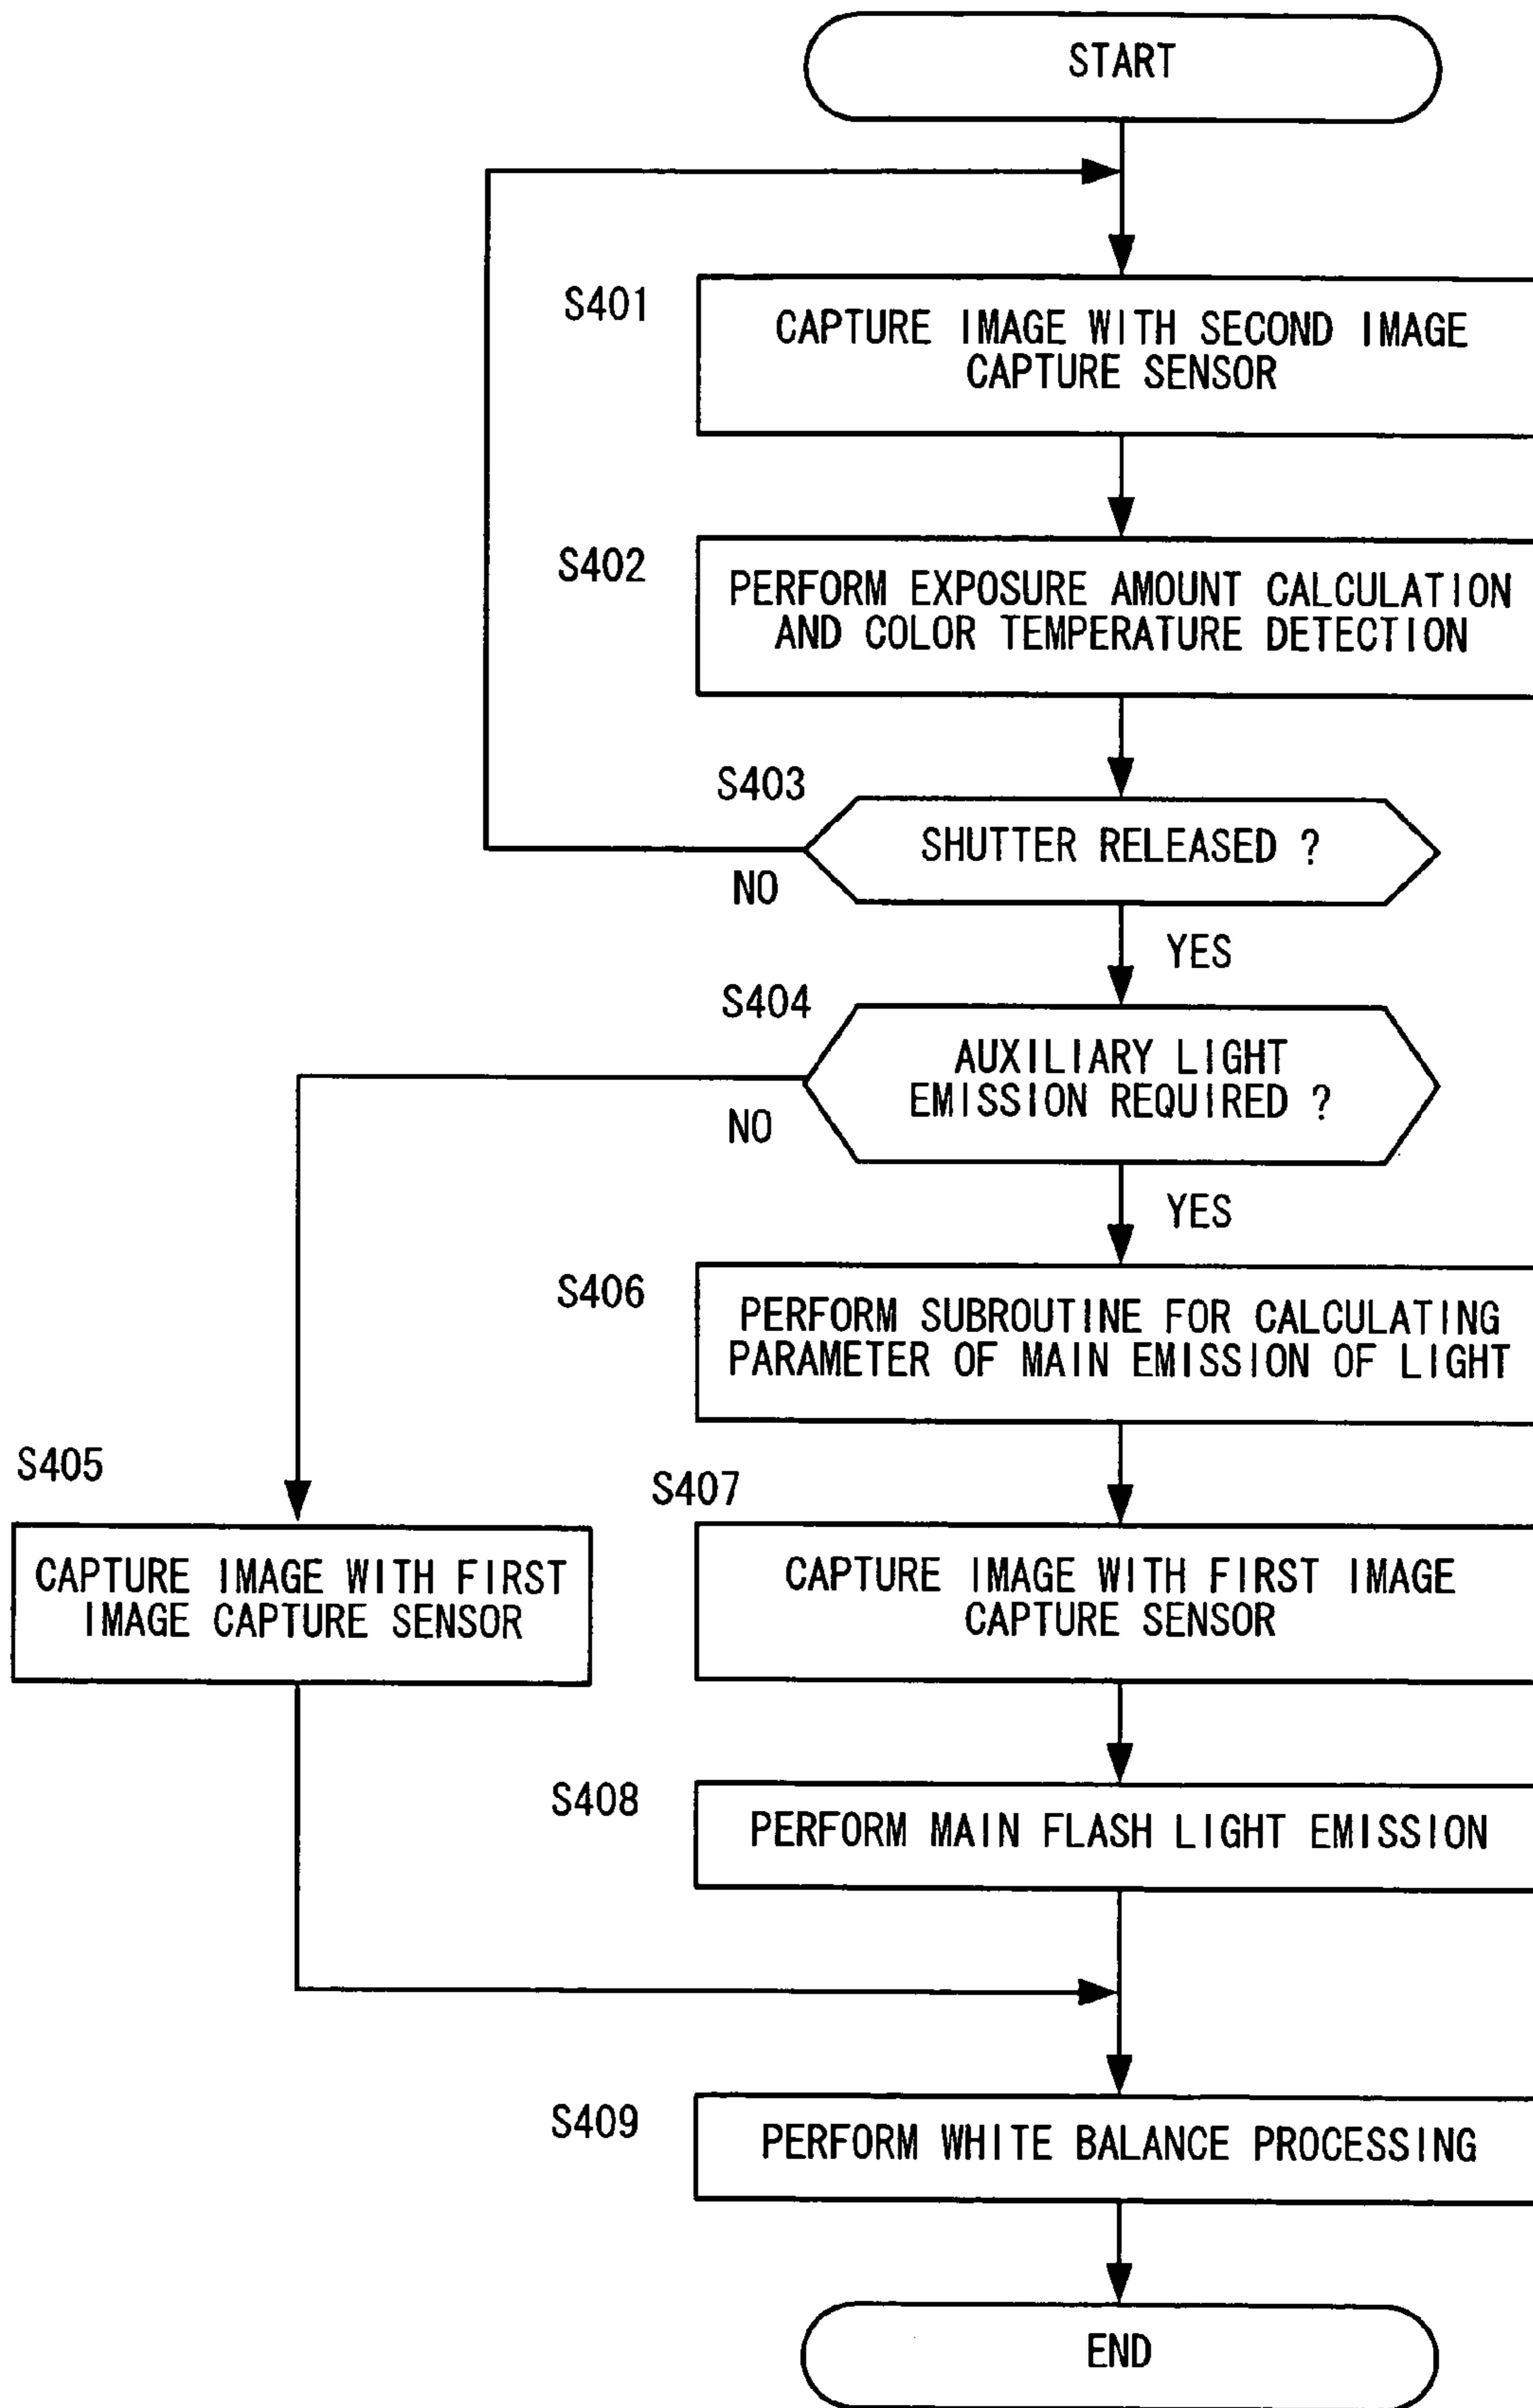 START
S401
CAPTURE IMAGE WITH SECOND IMAGE
CAPTURE SENSOR
S402
PERFORM EXPOSURE AMOUNT CALCULATION
AND COLOR TEMPERATURE DETECTION
S403
SHUTTER RELEASED ?
NO
YES
S404
AUXILIARY LIGHT
EMISSION REQUIRED ?
NO
YES
S406
PERFORM SUBROUTINE FOR CALCULATING
PARAMETER OF MAIN EMISSION OF LIGHT
S405
CAPTURE IMAGE WITH FIRST
IMAGE CAPTURE SENSOR
S407
CAPTURE IMAGE WITH FIRST IMAGE
CAPTURE SENSOR
S408
PERFORM MAIN FLASH LIGHT EMISSION
S409
PERFORM WHITE BALANCE PROCESSING
END